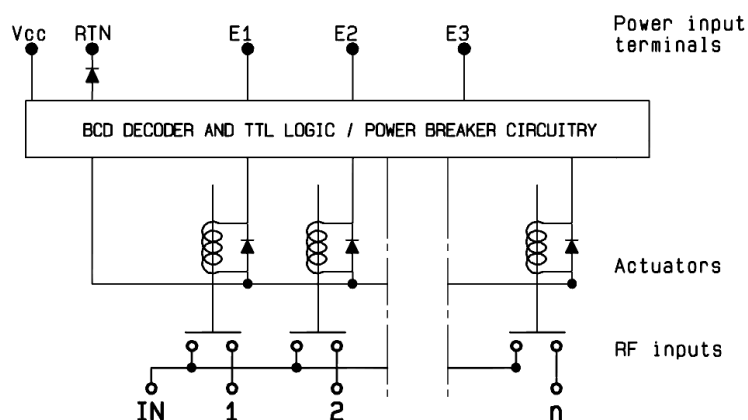 Vcc RTN E1 E2 E3
Power input
terminals
BCD DECODER AND TTL LOGIC / POWER BREAKER CIRCUITRY
Actuators
RF inputs
IN 1 2 n